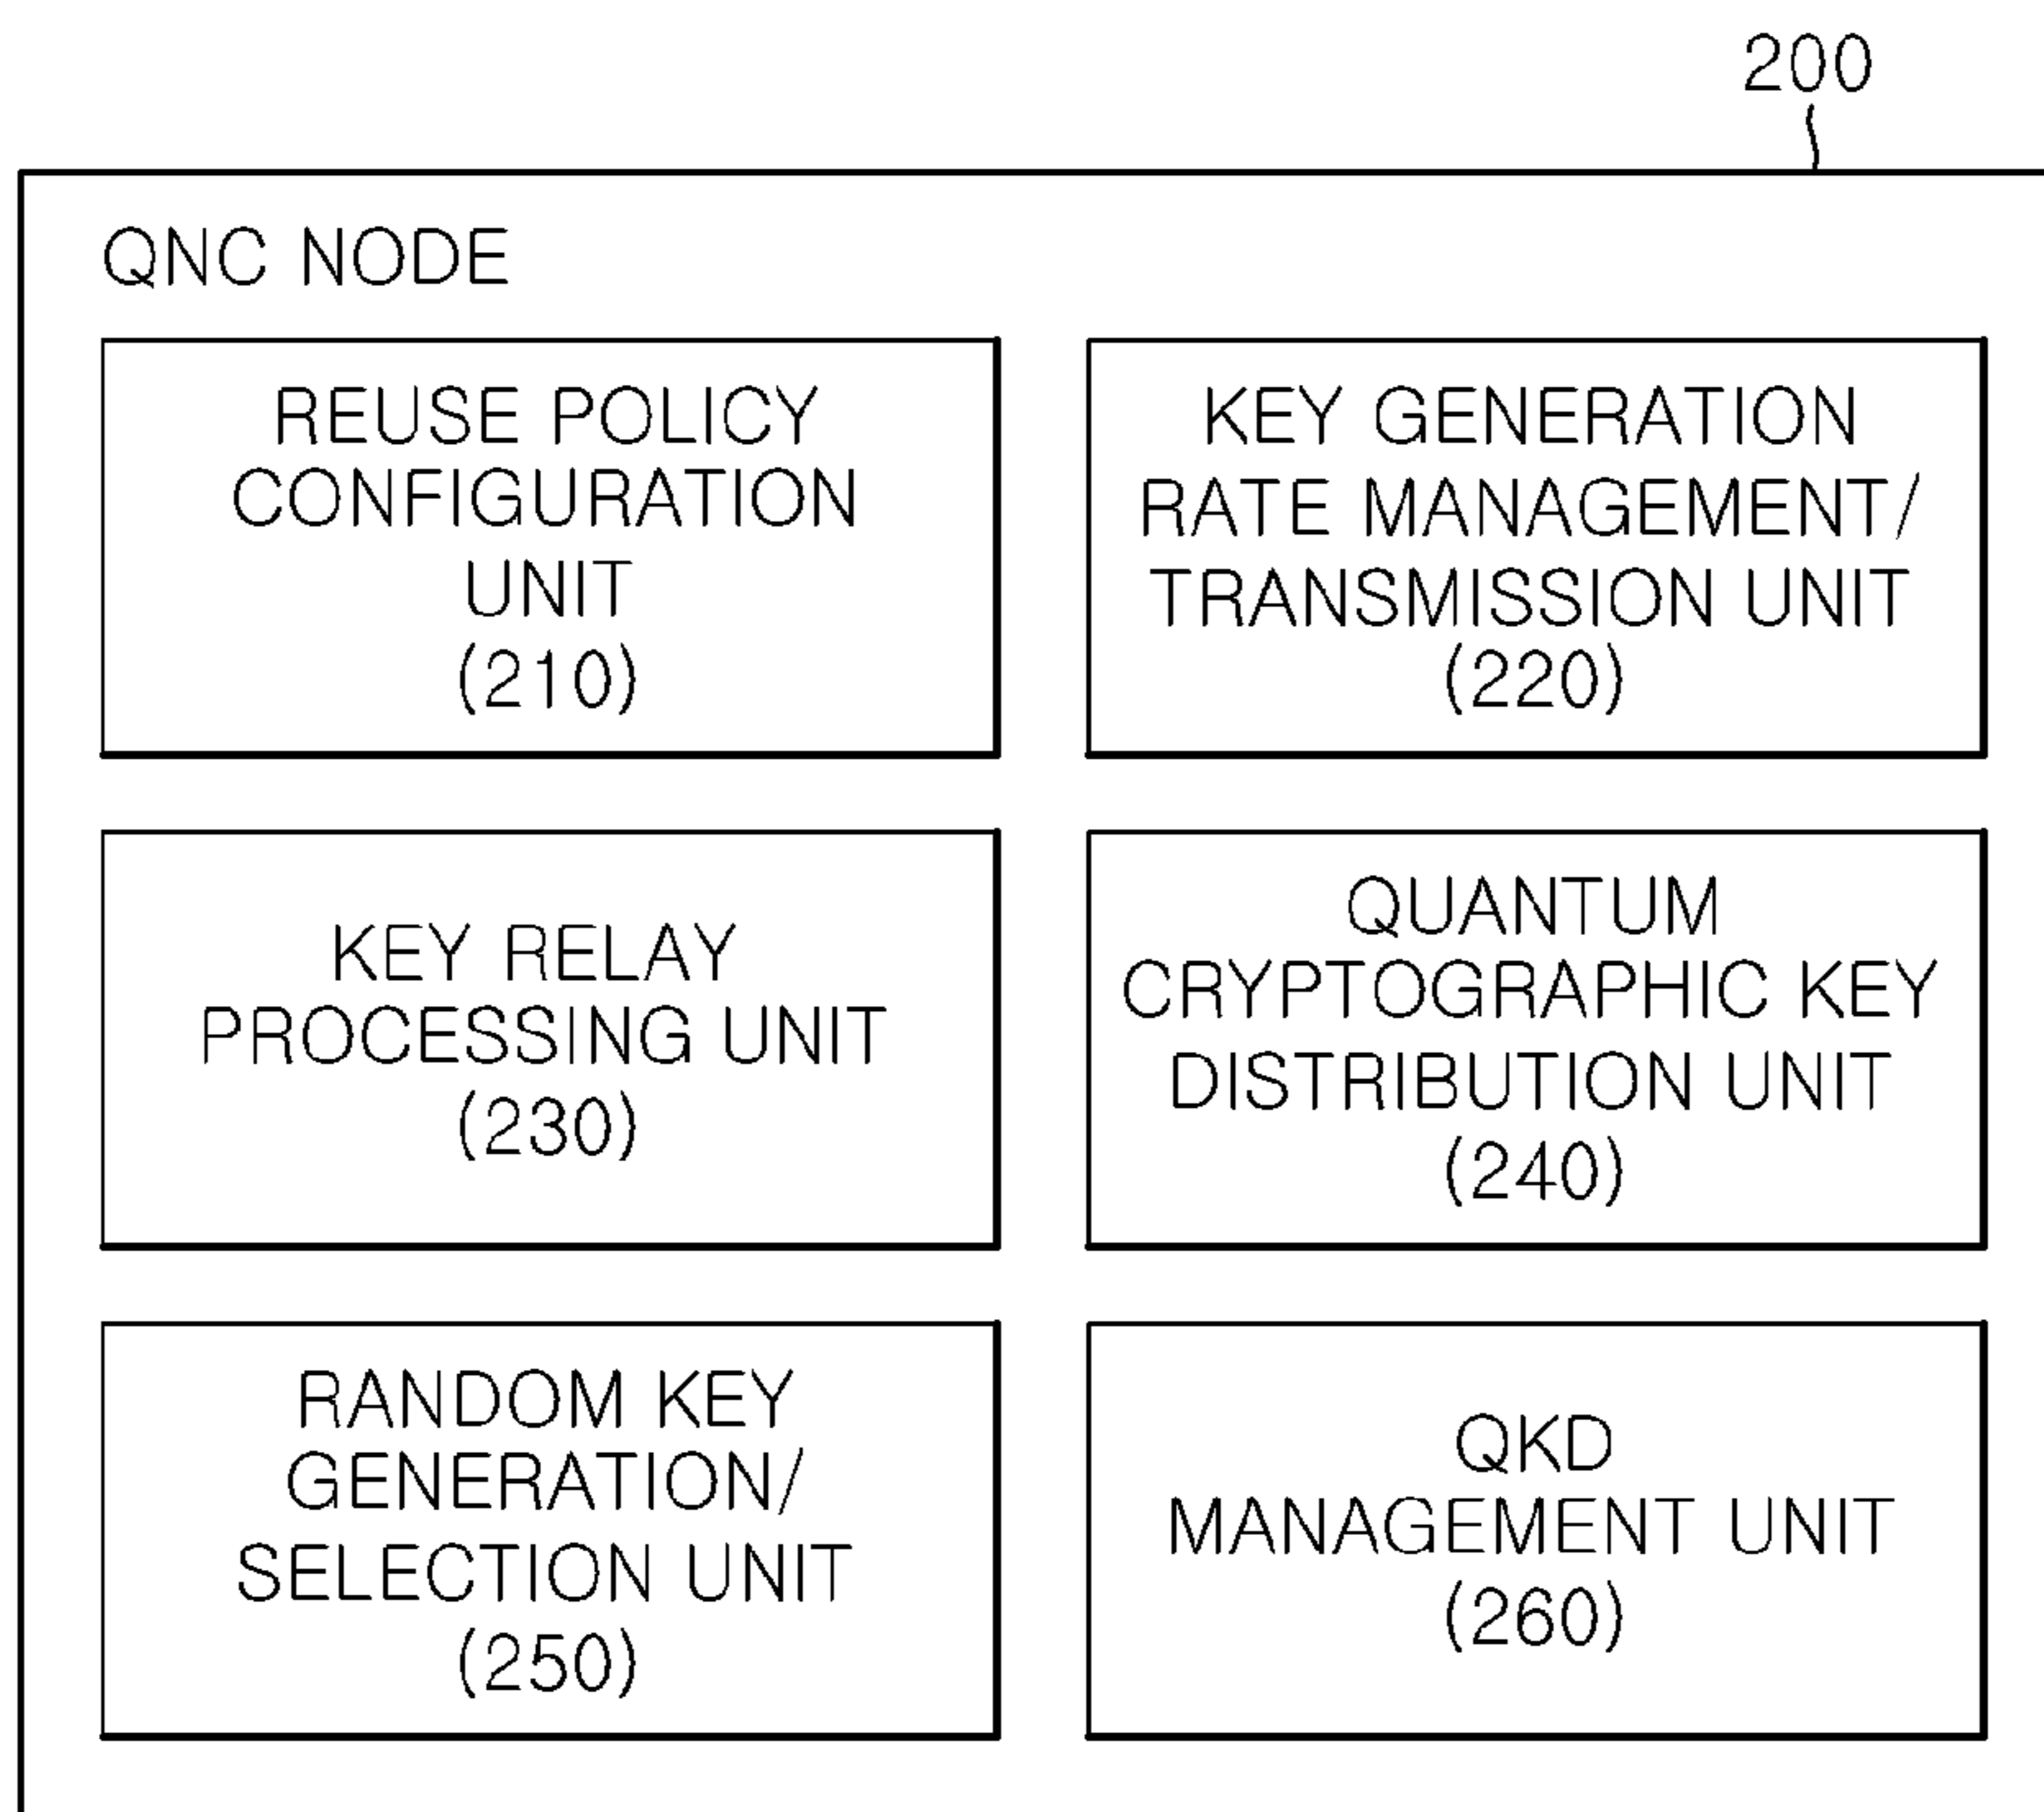 200
QNC NODE
REUSE POLICY
CONFIGURATION
UNIT
(210)
KEY GENERATION
RATE MANAGEMENT/
TRANSMISSION UNIT
(220)
KEY RELAY
PROCESSING UNIT
(230)
QUANTUM
CRYPTOGRAPHIC KEY
DISTRIBUTION UNIT
(240)
RANDOM KEY
GENERATION/
SELECTION UNIT
(250)
QKD
MANAGEMENT UNIT
(260)